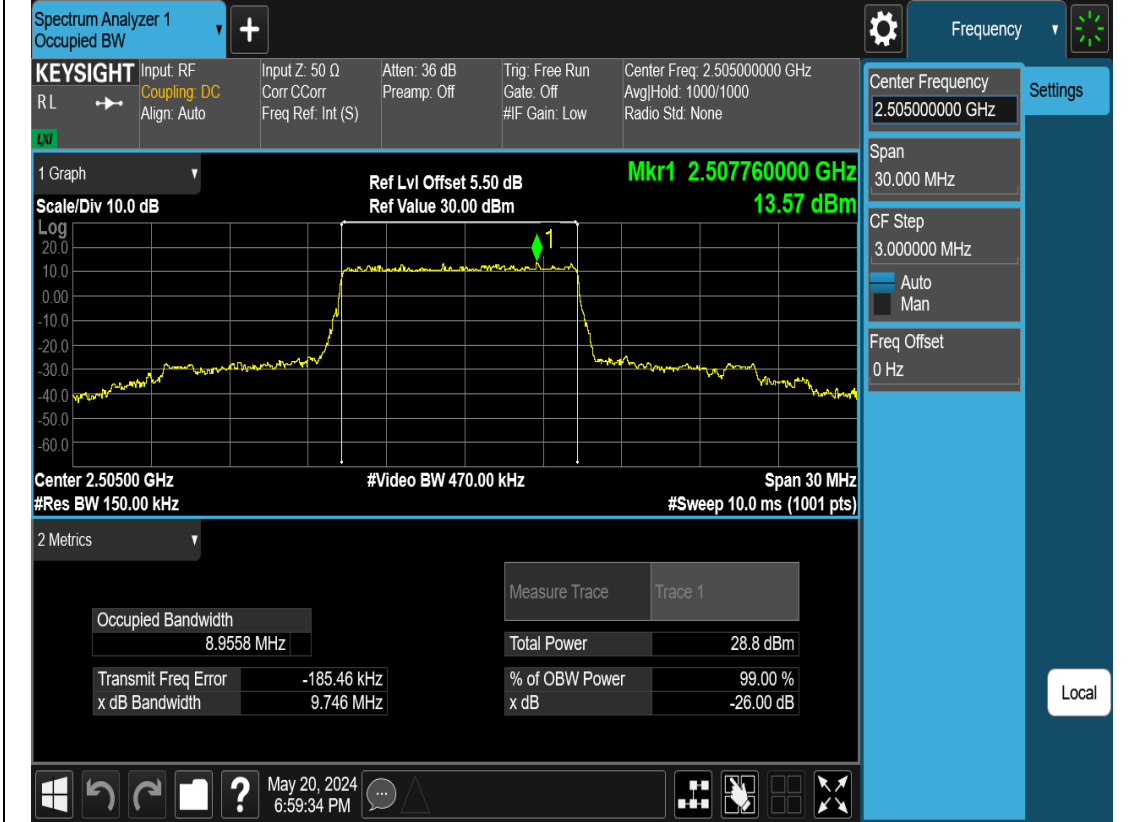 Spectrum Analyzer 1
Occupied BW
+
Frequency
KEYSIGHT
RL
LXI
Input: RF
Coupling: DC
Align: Auto
Input Z: 50 Ω
Corr CCorr
Freq Ref: Int (S)
Atten: 36 dB
Preamp: Off
Trig: Free Run
Gate: Off
#IF Gain: Low
Center Freq: 2.505000000 GHz
Avg|Hold: 1000/1000
Radio Std: None
Center Frequency
2.505000000 GHz
Settings
Span
30.000 MHz
CF Step
3.000000 MHz
Auto
Man
Freq Offset
0 Hz
Local
1 Graph
Scale/Div 10.0 dB
Ref Lvl Offset 5.50 dB
Ref Value 30.00 dBm
Mkr1 2.507760000 GHz
13.57 dBm
Log
20.0
10.0
0.00
-10.0
-20.0
-30.0
-40.0
-50.0
-60.0
1
Center 2.50500 GHz
#Video BW 470.00 kHz
Span 30 MHz
#Res BW 150.00 kHz
#Sweep 10.0 ms (1001 pts)
2 Metrics
Measure Trace
Trace 1
Occupied Bandwidth
8.9558 MHz
Total Power
28.8 dBm
Transmit Freq Error
-185.46 kHz
% of OBW Power
99.00 %
x dB Bandwidth
9.746 MHz
x dB
-26.00 dB
?
May 20, 2024
6:59:34 PM